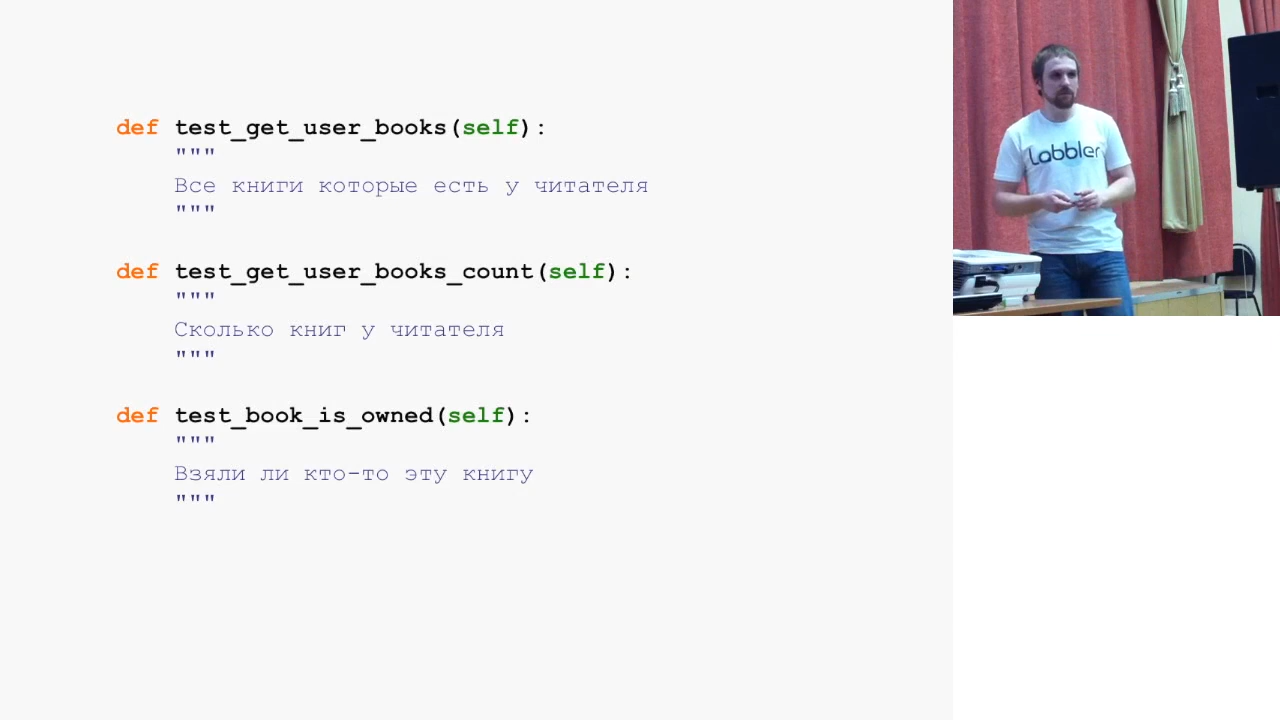 def test_get_user_books(self):
"""
Все книги которые есть у читателя
"""
def test_get_user_books_count(self):
"""
Сколько книг у читателя
"""
def test_book_is_owned(self):
"""
Взяли ли кто-то эту книгу
"""
Labbler